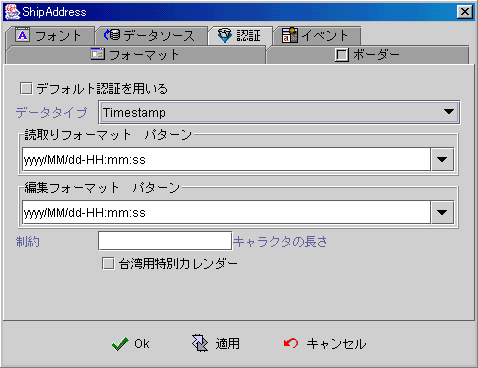 ShipAddress
フォント データソース 認証 イベント
フォーマット ボーダー
デフォルト認証を用いる
データタイプ Timestamp
読取りフォーマット パターン
yyyy/MM/dd-HH:mm:ss
編集フォーマット パターン
yyyy/MM/dd-HH:mm:ss
制約 キャラクタの長さ
台湾用特別カレンダー
Ok 適用 キャンセル